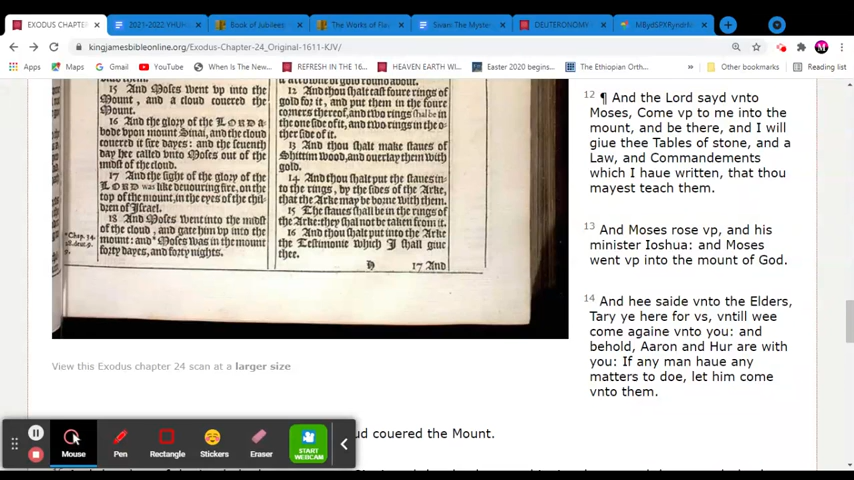 EXODUS CHAPTE
2021-2022 YHUH
Book of Jubilees
The Works of Fla
Sivan: The Myste
DEUTERONOMY
kingjamesbibleonline.org/Exodus-Chapter-24_Original-1611-KJV/
Apps
Gmail
YouTube
When Is The New...
REFRESH IN THE 16...
HEAVEN EARTH WI...
Easter 2020 begins...
The Ethiopian Orth...
Other bookmarks
Reading list
15 And Moses went vp into the
Mount, and a cloud couered the
Mount.
16 And the glory of the LORD a-
bode vpon mount Sinai, and the cloud
couered it sixe dayes: and the seuenth
day hee called vnto Moses out of the
midst of the cloud.
17 And the sight of the glory of the
LORD was like deuouring fire, on the
top of the mount, in the eyes of the chil-
dren of Israel.
18 And Moses went into the midst
of the cloud, and gate him vp into the
mount: and *Moses was in the mount
forty dayes, and forty nights.
it a crowne of gold round about.
12 And thou shalt cast foure rings of
gold for it, and put them in the foure
corners thereof, and two rings shall be in
the one side of it, and two rings in the o-
ther side of it.
13 And thou shalt make staues of
Shittim wood, and ouerlay them with
gold.
14 And thou shalt put the staues in-
to the rings, by the sides of the Arke,
that the Arke may be borne with them.
15 The staues shall be in the rings of
the Arke: they shall not be taken from it.
16 And thou shalt put into the Arke
the Testimonie which I shall giue
thee.
17 And
View this Exodus chapter 24 scan at a larger size
12 ¶ And the Lord sayd vnto
Moses, Come vp to me into the
mount, and be there, and I will
giue thee Tables of stone, and a
Law, and Commandements
which I haue written, that thou
mayest teach them.
13 And Moses rose vp, and his
minister Ioshua: and Moses
went vp into the mount of God.
14 And hee saide vnto the Elders,
Tary ye here for vs, vntill wee
come againe vnto you: and
behold, Aaron and Hur are with
you: If any man haue any
matters to doe, let him come
vnto them.
ud couered the Mount.
Mouse
Pen
Rectangle
Stickers
Eraser
START
WEBCAM